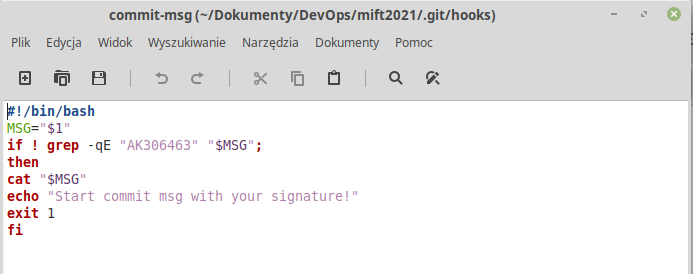 commit-msg (~/Dokumenty/DevOps/mift2021/.git/hooks)
Plik Edycja Widok Wyszukiwanie Narzędzia Dokumenty Pomoc
#!/bin/bash
MSG="$1"
if ! grep -qE "AK306463" "$MSG";
then
cat "$MSG"
echo "Start commit msg with your signature!"
exit 1
fi